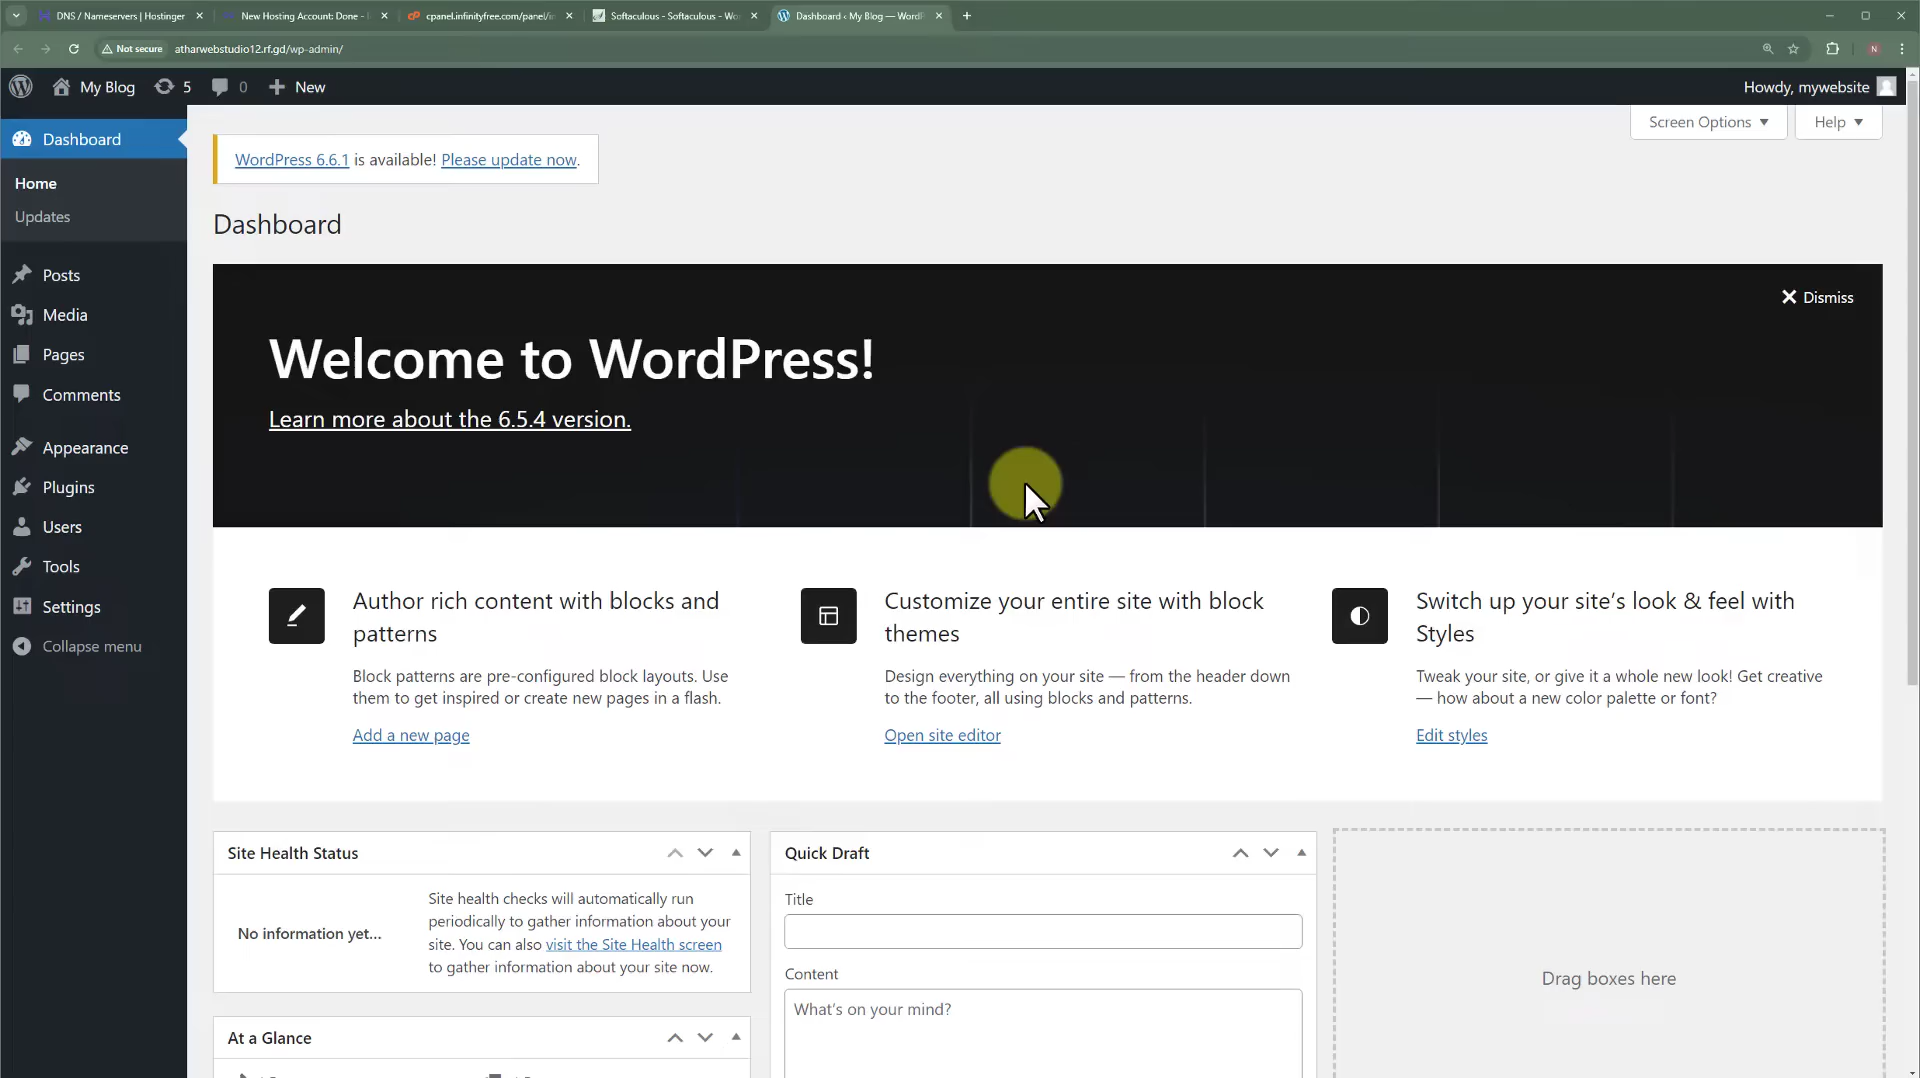 DNS / Nameservers | Hostinger
New Hosting Account: Done -
cpanel.infinityfree.com/panel/in
Softaculous - Softaculous - Wo
Dashboard ‹ My Blog — WordP
Not secure
atharwebstudio12.rf.gd/wp-admin/
N
My Blog
5
0
New
Howdy, mywebsite
Dashboard
Home
Updates
Posts
Media
Pages
Comments
Appearance
Plugins
Users
Tools
Settings
Collapse menu
Screen Options
Help
WordPress 6.6.1 is available! Please update now.
Dashboard
Dismiss
Welcome to WordPress!
Learn more about the 6.5.4 version.
Author rich content with blocks and
patterns
Block patterns are pre-configured block layouts. Use
them to get inspired or create new pages in a flash.
Add a new page
Customize your entire site with block
themes
Design everything on your site — from the header down
to the footer, all using blocks and patterns.
Open site editor
Switch up your site’s look & feel with
Styles
Tweak your site, or give it a whole new look! Get creative
— how about a new color palette or font?
Edit styles
Site Health Status
No information yet...
Site health checks will automatically run
periodically to gather information about your
site. You can also visit the Site Health screen
to gather information about your site now.
At a Glance
Quick Draft
Title
Content
What’s on your mind?
Drag boxes here